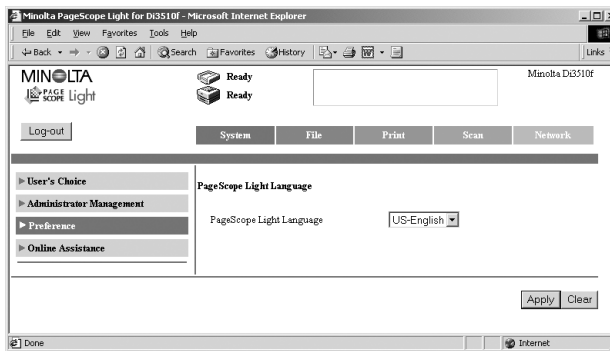 Minolta PageScope Light for Di3510f - Microsoft Internet Explorer
File Edit View Favorites Tools Help
Back Search Favorites History Links
MINOLTA Ready Minolta Di3510f
PAGE SCOPE Light Ready
Log-out System File Print Scan Network
User's Choice
Administrator Management
Preference
Online Assistance
PageScope Light Language
PageScope Light Language US-English
Apply Clear
Done Internet